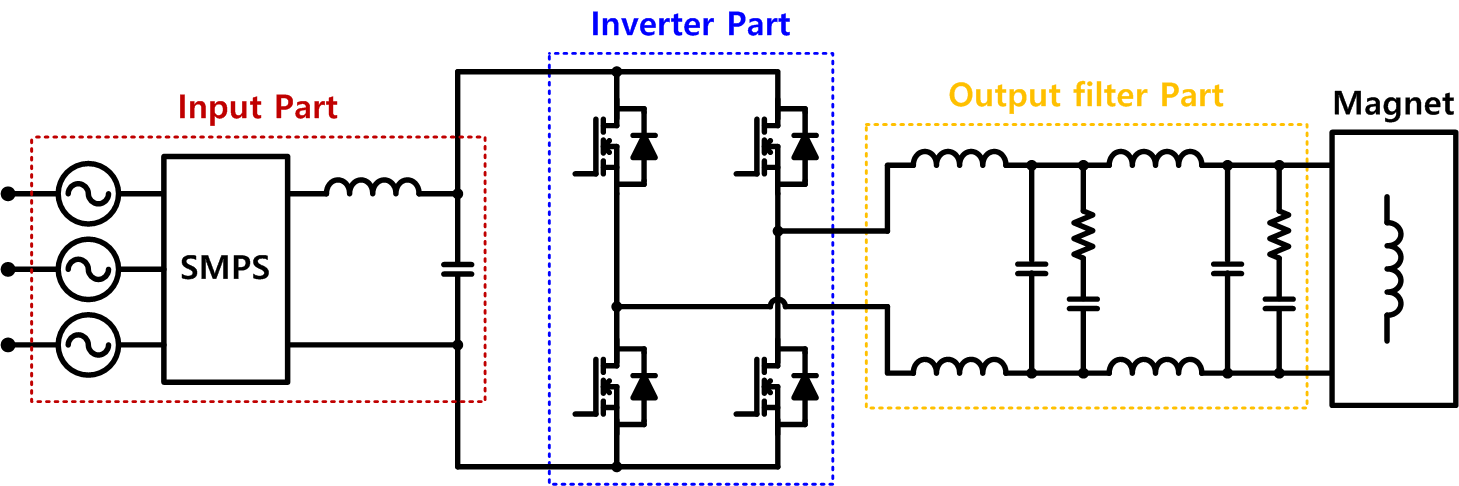 Inverter Part
Input Part
Output filter Part
Magnet
SMPS